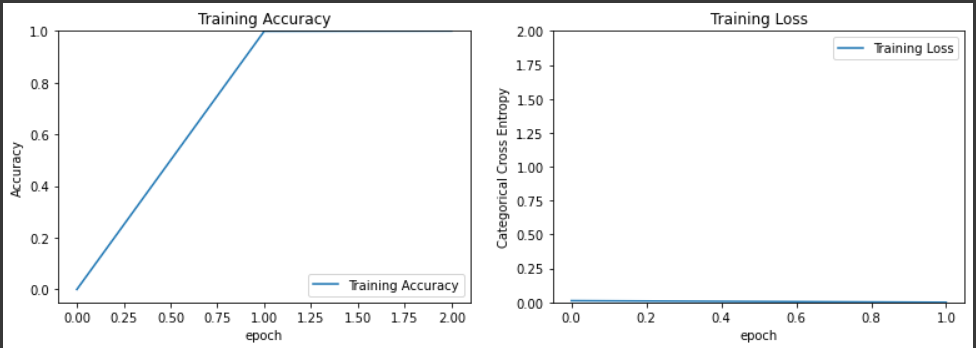 Training Accuracy
1.0
0.8
0.6
0.4
0.2
0.0
Accuracy
Training Accuracy
0.00 0.25 0.50 0.75 1.00 1.25 1.50 1.75 2.00
epoch
Training Loss
2.00
1.75
1.50
1.25
1.00
0.75
0.50
0.25
0.00
Categorical Cross Entropy
Training Loss
0.0 0.2 0.4 0.6 0.8 1.0
epoch